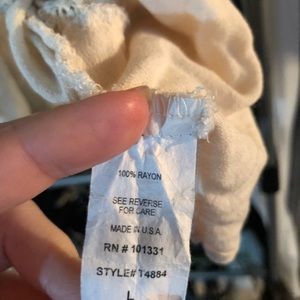 100% RAYON
SEE REVERSE
FOR CARE
MADE IN U.S.A.
RN # 101331
STYLE# T4884
L